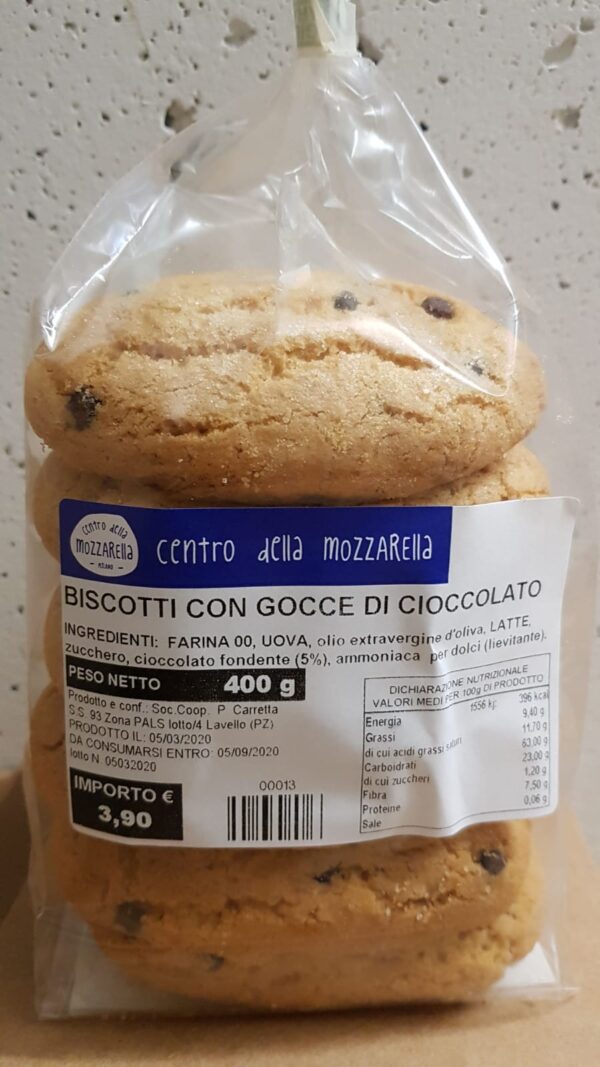 centro della
MOZZARElla
- MILANO -
centro della MOZZARElla
BISCOTTI CON GOCCE DI CIOCCOLATO
INGREDIENTI: FARINA 00, UOVA, olio extravergine d'oliva, LATTE,
zucchero, cioccolato fondente (5%), ammoniaca per dolci (lievitante).
PESO NETTO 400 g
Prodotto e conf.: Soc.Coop. P Carretta
S.S. 93 Zona PALS lotto/4 Lavello (PZ)
PRODOTTO IL: 05/03/2020
DA CONSUMARSI ENTRO: 05/09/2020
lotto N. 05032020
IMPORTO €
3,90
00013
DICHIARAZIONE NUTRIZIONALE
VALORI MEDI PER 100g DI PRODOTTO
Energia 1556 kj: 396 kcal
Grassi 9,40 g
di cui acidi grassi saturi 11,70 g
Carboidrati 63,00 g
di cui zuccheri 23,00 g
Fibra 1,20 g
Proteine 7,50 g
Sale 0,06 g